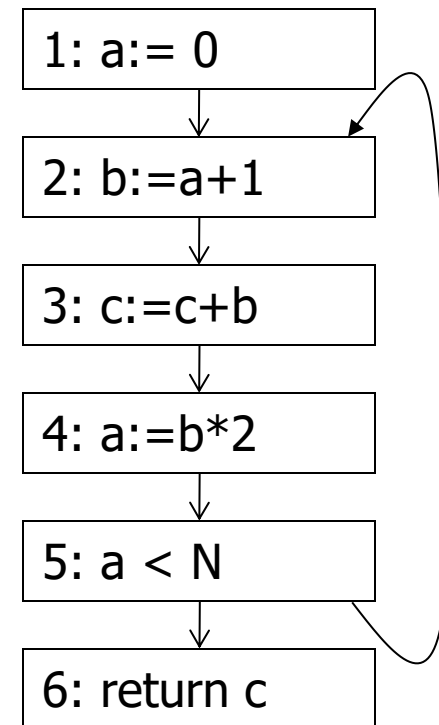 1: a:= 0
2: b:=a+1
3: c:=c+b
4: a:=b*2
5: a < N
6: return c